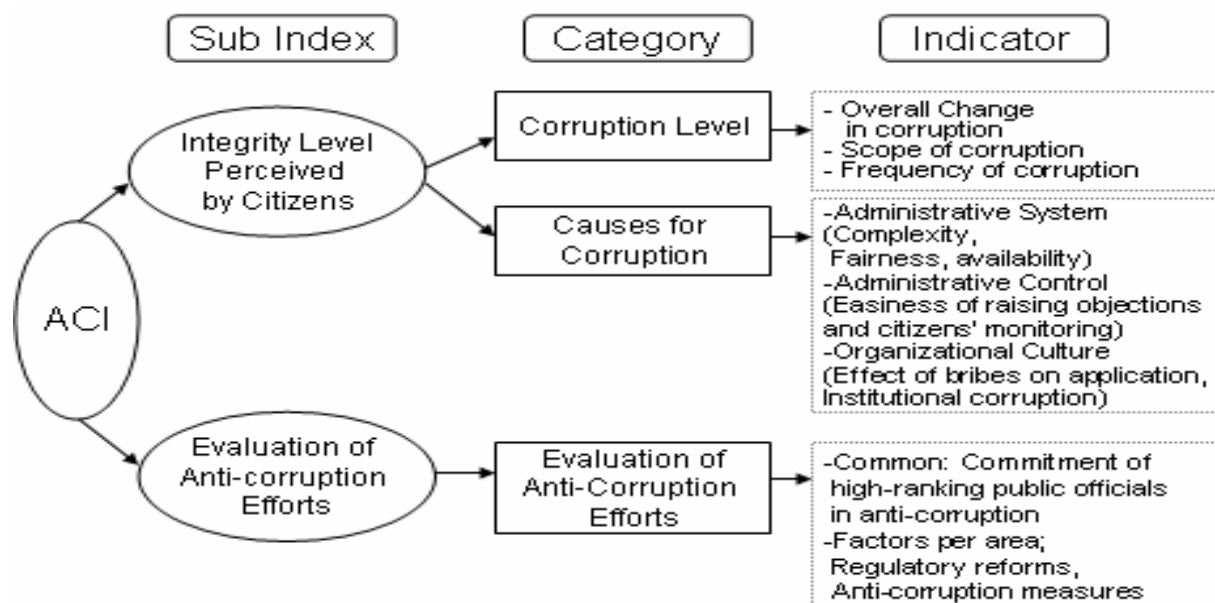 Sub Index
Category
Indicator
Integrity Level
Perceived
by Citizens
Corruption Level
- Overall Change
in corruption
- Scope of corruption
- Frequency of corruption
Causes for
Corruption
-Administrative System
(Complexity,
Fairness, availability)
-Administrative Control
(Easiness of raising objections
and citizens' monitoring)
-Organizational Culture
(Effect of bribes on application,
Institutional corruption)
ACI
Evaluation of
Anti-corruption
Efforts
Evaluation of
Anti-Corruption
Efforts
-Common: Commitment of
high-ranking public officials
in anti-corruption
-Factors per area;
Regulatory reforms,
Anti-corruption measures